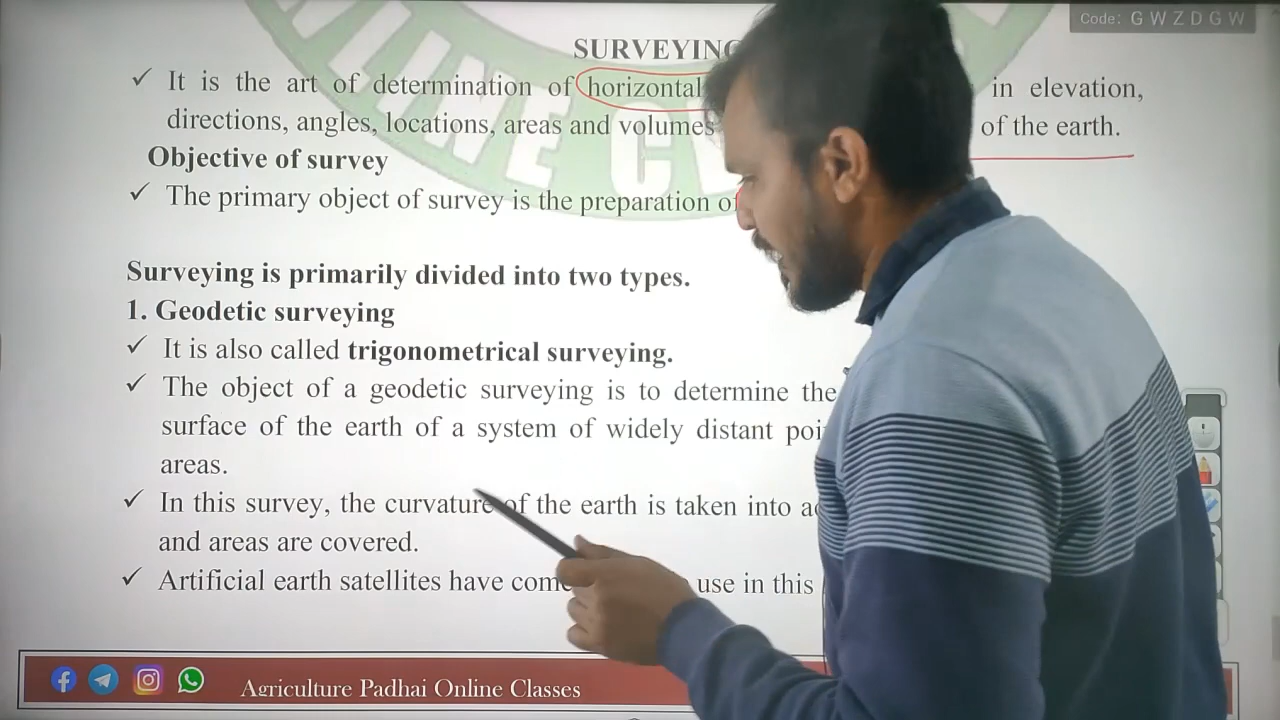 Code: G W Z D G W
SURVEYING
✓ It is the art of determination of horizontal in elevation,
directions, angles, locations, areas and volumes of the earth.
Objective of survey
✓ The primary object of survey is the preparation of
Surveying is primarily divided into two types.
1. Geodetic surveying
✓ It is also called trigonometrical surveying.
✓ The object of a geodetic surveying is to determine the
surface of the earth of a system of widely distant
areas.
✓ In this survey, the curvature of the earth is taken into
and areas are covered.
✓ Artificial earth satellites have use in this
Agriculture Padhai Online Classes